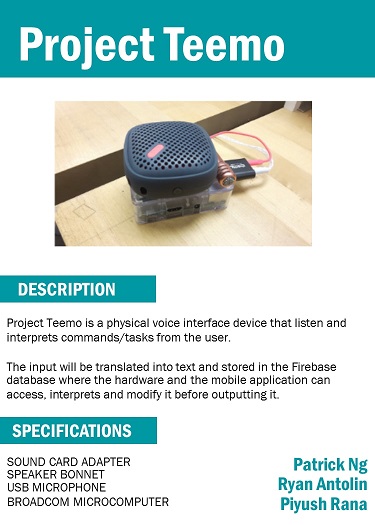 Project Teemo
DESCRIPTION
Project Teemo is a physical voice interface device that listen and
interprets commands/tasks from the user.
The input will be translated into text and stored in the Firebase
database where the hardware and the mobile application can
access, interprets and modify it before outputting it.
SPECIFICATIONS
SOUND CARD ADAPTER
SPEAKER BONNET
USB MICROPHONE
BROADCOM MICROCOMPUTER
Patrick Ng
Ryan Antolin
Piyush Rana